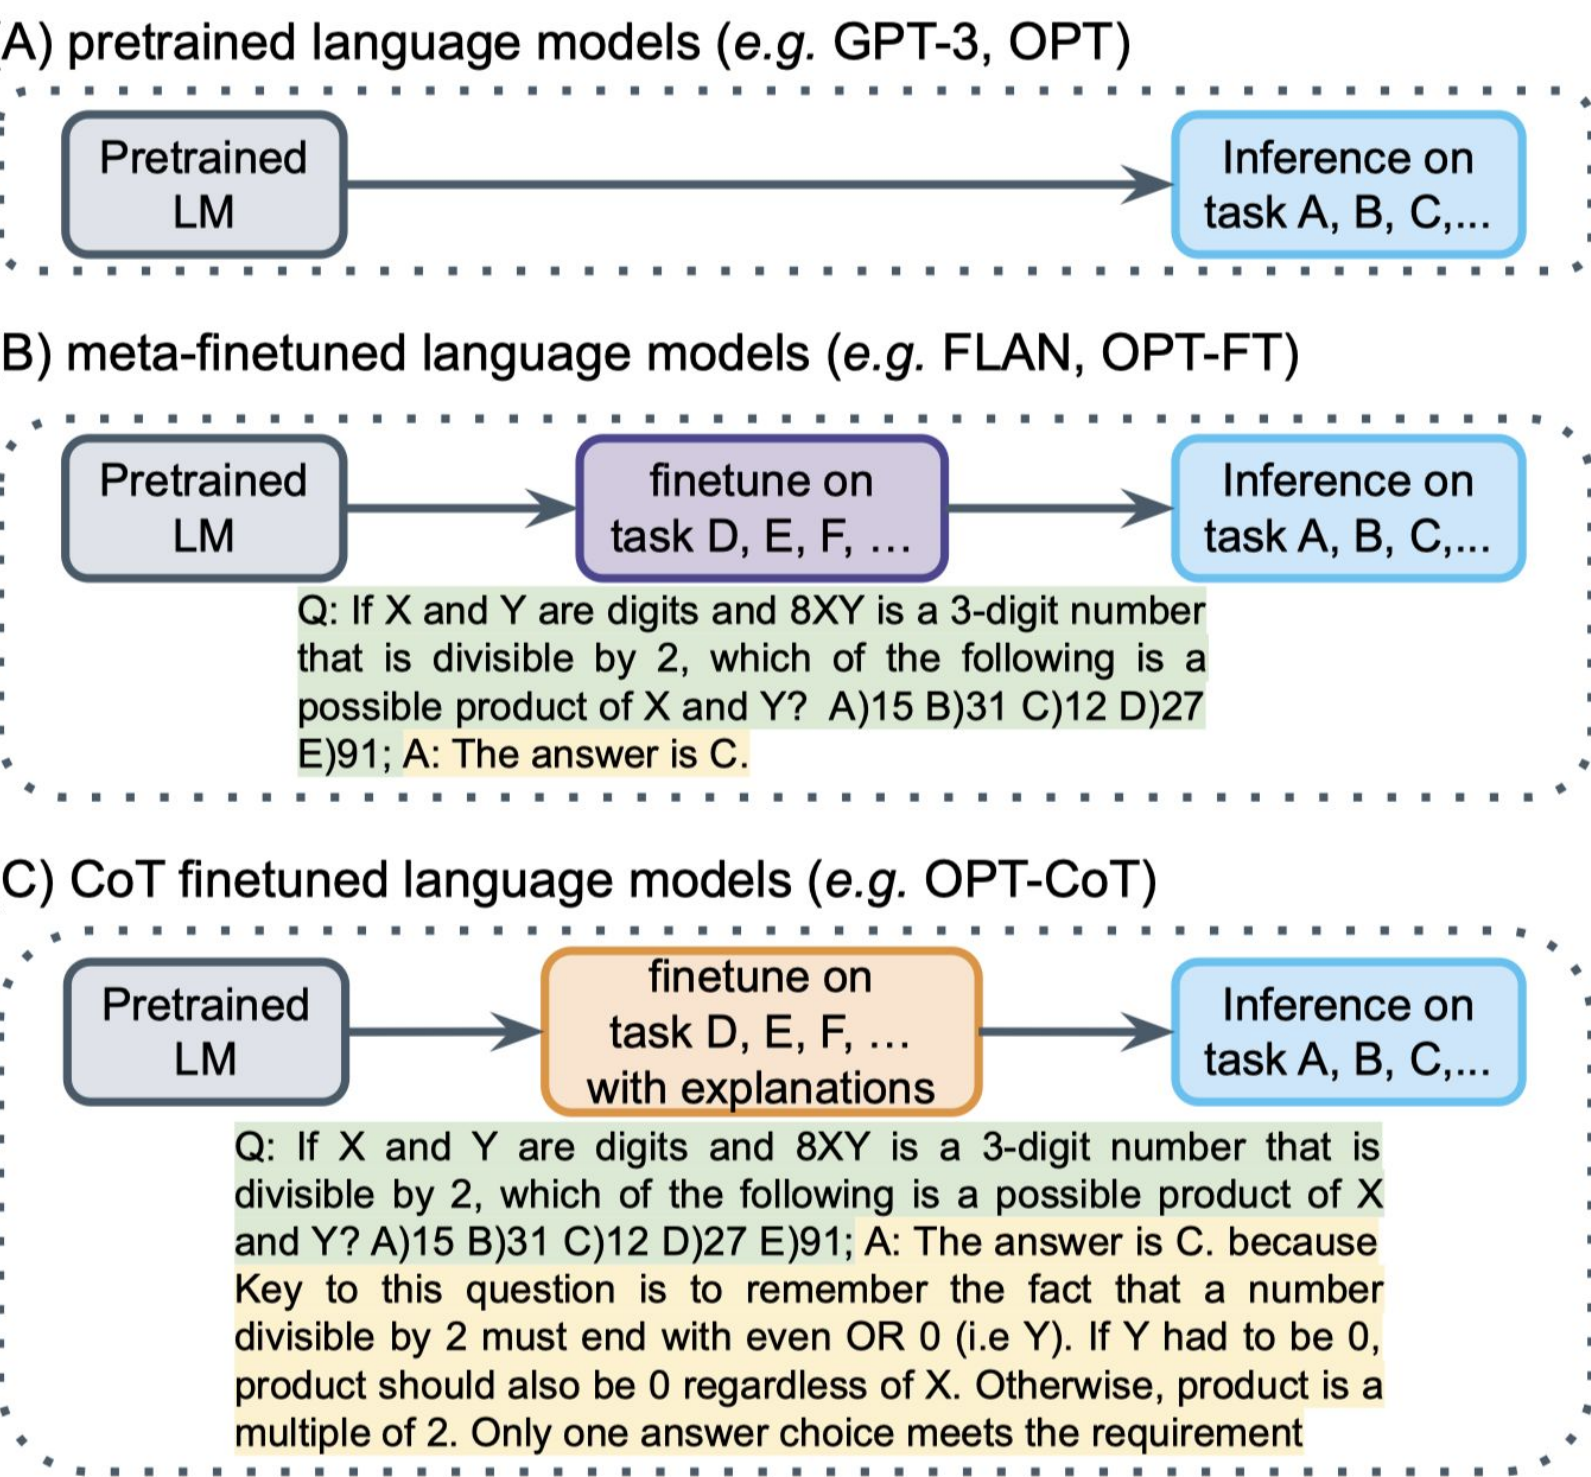 A) pretrained language models (e.g. GPT-3, OPT)
Pretrained
LM
Inference on
task A, B, C,...
B) meta-finetuned language models (e.g. FLAN, OPT-FT)
Pretrained
LM
finetune on
task D, E, F, ...
Inference on
task A, B, C,...
Q: If X and Y are digits and 8XY is a 3-digit number
that is divisible by 2, which of the following is a
possible product of X and Y? A)15 B)31 C)12 D)27
E)91; A: The answer is C.
C) CoT finetuned language models (e.g. OPT-CoT)
Pretrained
LM
finetune on
task D, E, F, ...
with explanations
Inference on
task A, B, C,...
Q: If X and Y are digits and 8XY is a 3-digit number that is
divisible by 2, which of the following is a possible product of X
and Y? A)15 B)31 C)12 D)27 E)91; A: The answer is C. because
Key to this question is to remember the fact that a number
divisible by 2 must end with even OR 0 (i.e Y). If Y had to be 0,
product should also be 0 regardless of X. Otherwise, product is a
multiple of 2. Only one answer choice meets the requirement